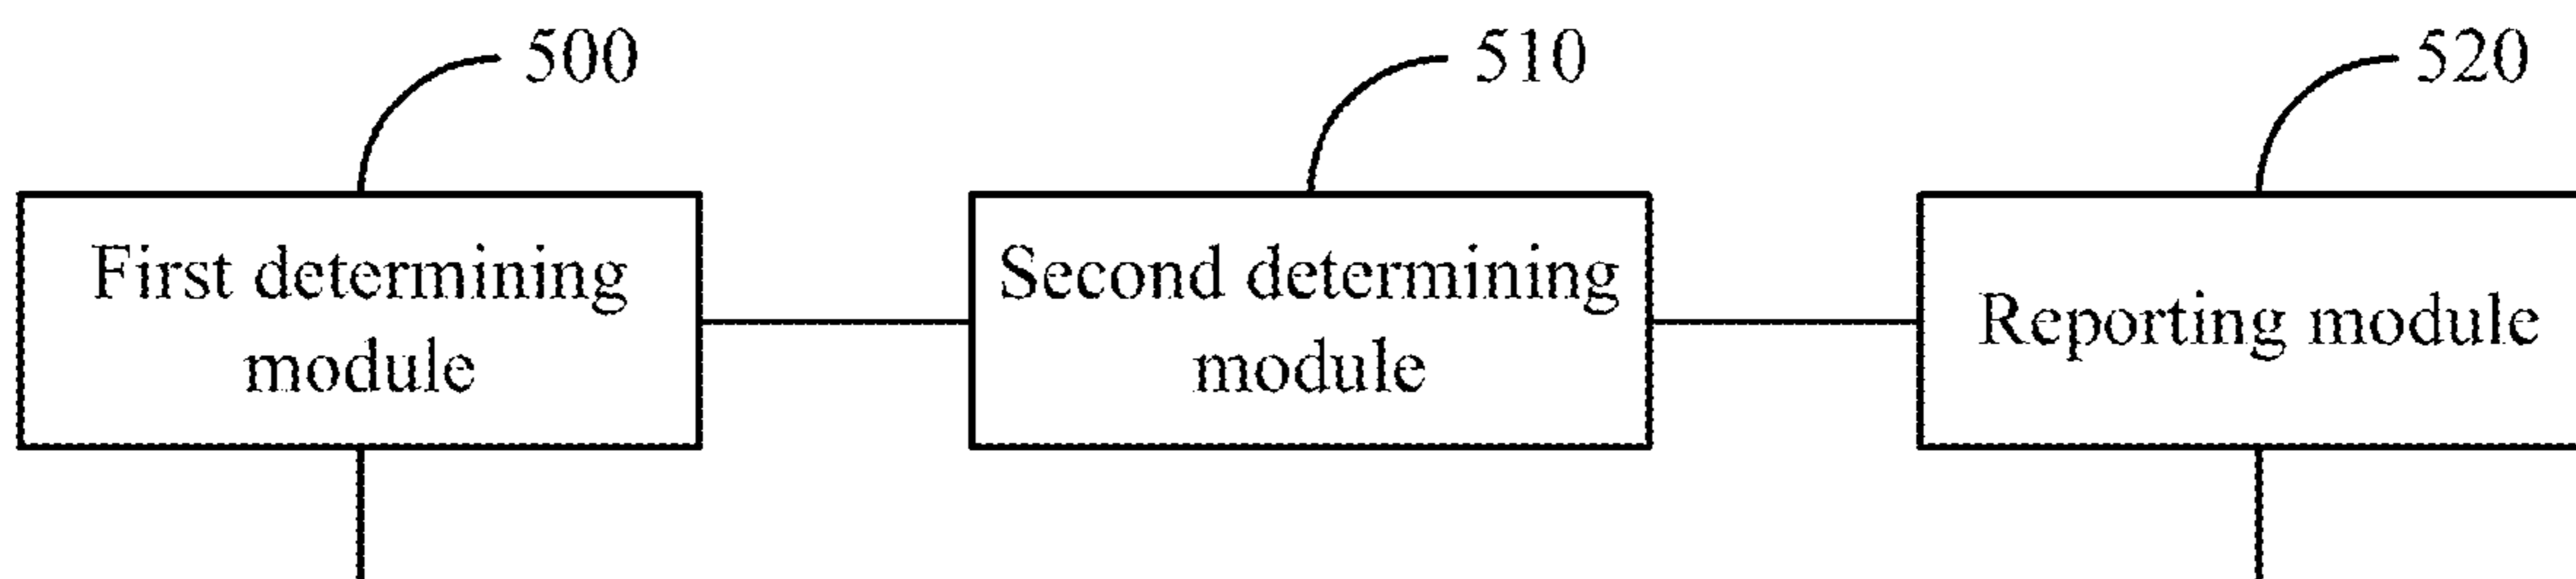 500
510
520
First determining
module
Second determining
module
Reporting module